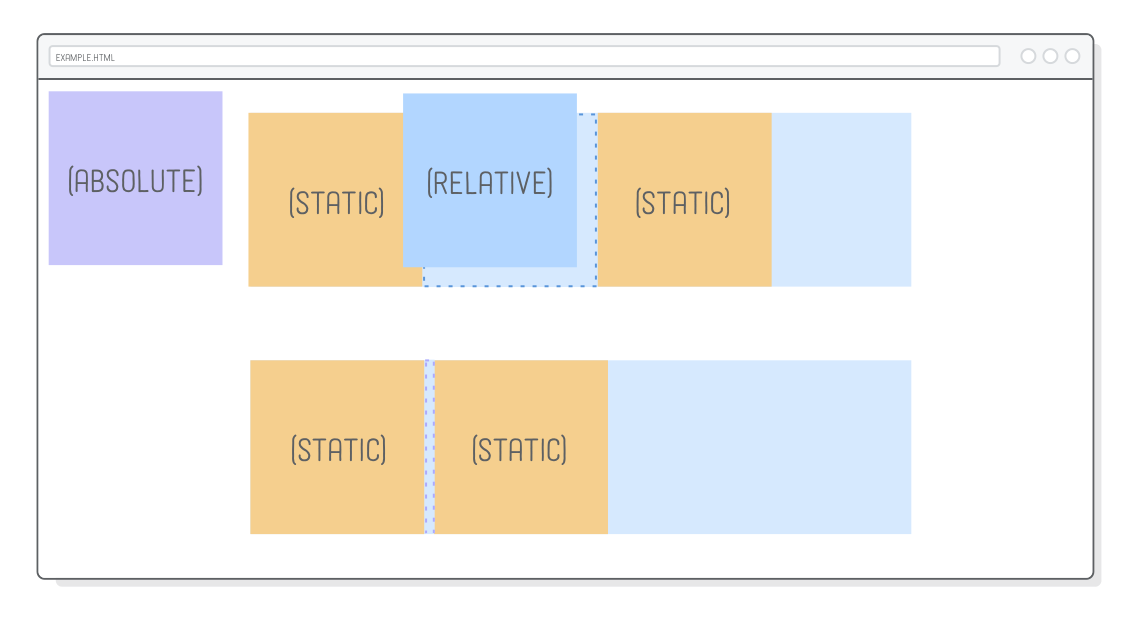 EXAMPLE.HTML
(ABSOLUTE)
(STATIC)
(RELATIVE)
(STATIC)
(STATIC)
(STATIC)